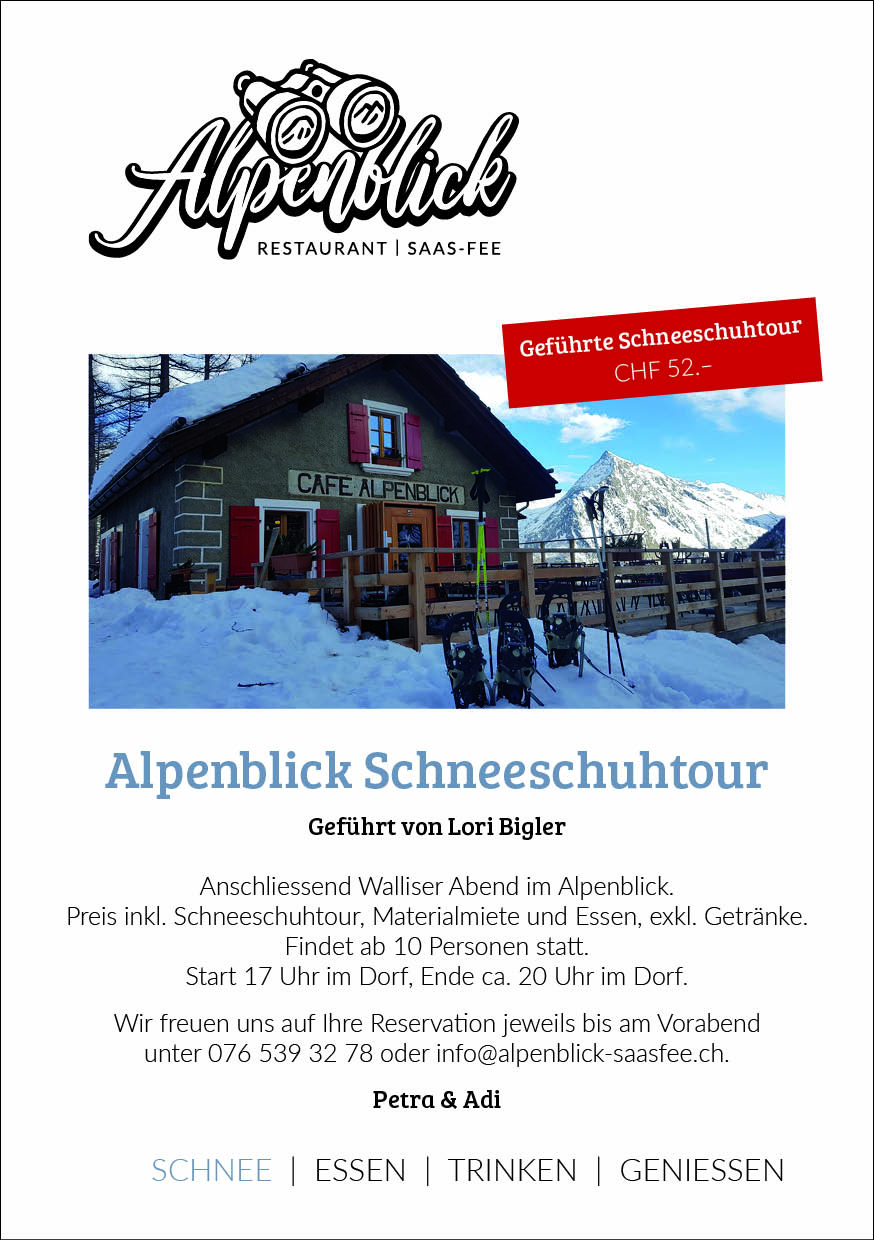 Alpenblick
RESTAURANT | SAAS-FEE
Geführte Schneeschuhtour
CHF 52.–
CAFE ALPENBLICK
Alpenblick Schneeschuhtour
Geführt von Lori Bigler
Anschliessend Walliser Abend im Alpenblick.
Preis inkl. Schneeschuhtour, Materialmiete und Essen, exkl. Getränke.
Findet ab 10 Personen statt.
Start 17 Uhr im Dorf, Ende ca. 20 Uhr im Dorf.
Wir freuen uns auf Ihre Reservation jeweils bis am Vorabend
unter 076 539 32 78 oder info@alpenblick-saasfee.ch.
Petra & Adi
SCHNEE | ESSEN | TRINKEN | GENIESSEN